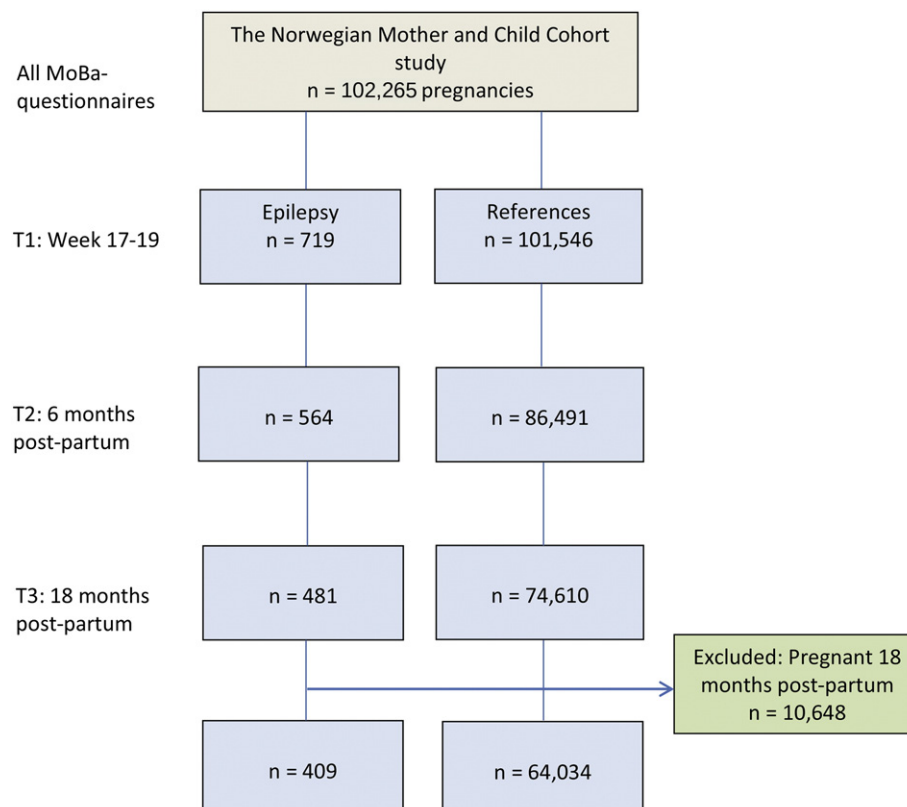 The Norwegian Mother and Child Cohort
study
n = 102,265 pregnancies
All MoBa-
questionnaires
T1: Week 17-19
Epilepsy
n = 719
References
n = 101,546
T2: 6 months
post-partum
n = 564
n = 86,491
T3: 18 months
post-partum
n = 481
n = 74,610
Excluded: Pregnant 18
months post-partum
n = 10,648
n = 409
n = 64,034